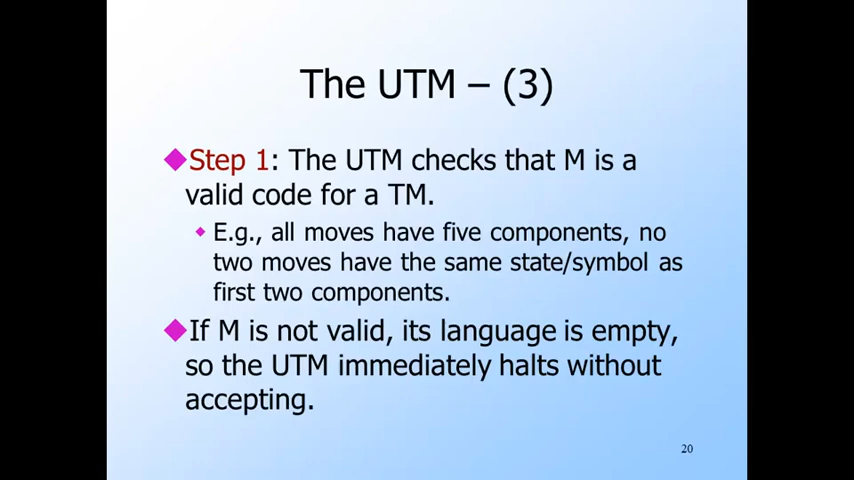 The UTM – (3)
Step 1: The UTM checks that M is a
valid code for a TM.
E.g., all moves have five components, no
two moves have the same state/symbol as
first two components.
If M is not valid, its language is empty,
so the UTM immediately halts without
accepting.
20